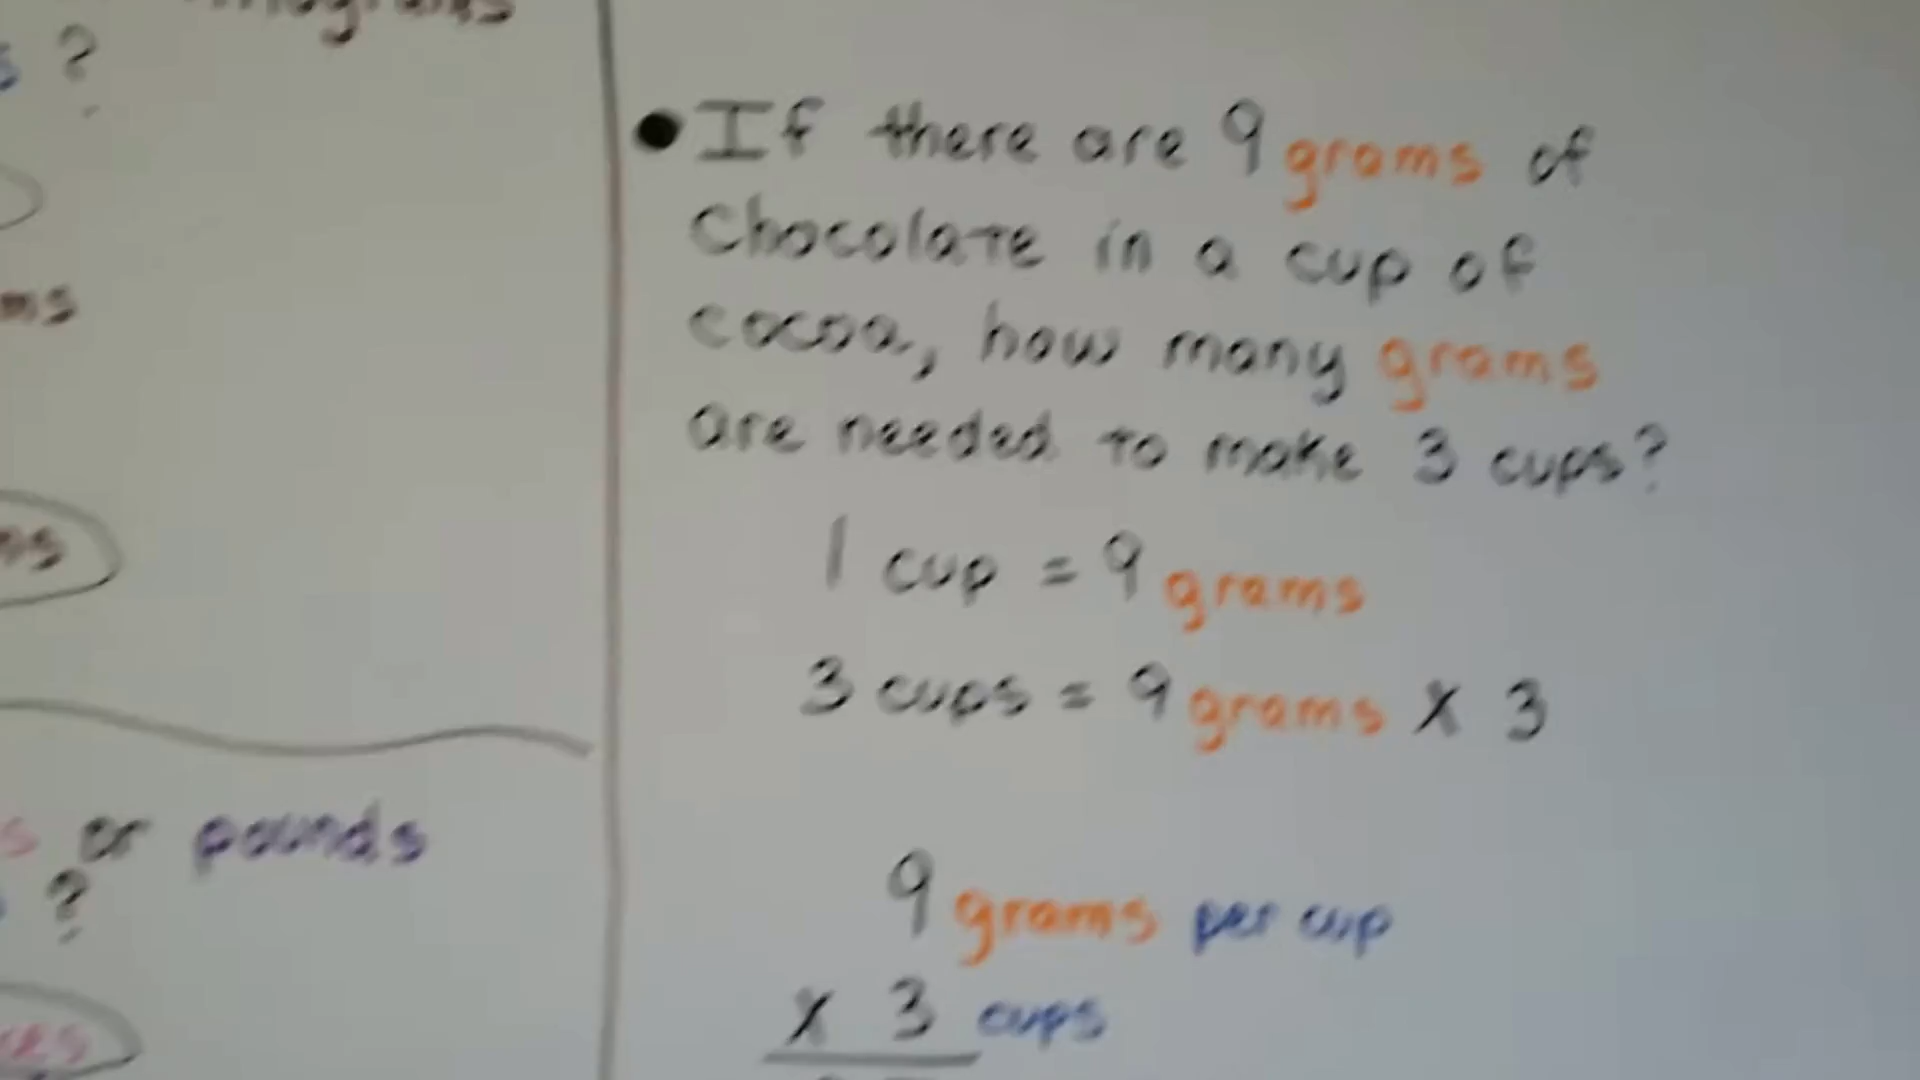 ?
ms
or pounds
?
• If there are 9 grams of
Chocolate in a cup of
cocoa, how many grams
are needed to make 3 cups?
1 cup = 9 grams
3 cups = 9 grams x 3
9 grams per cup
x 3 cups